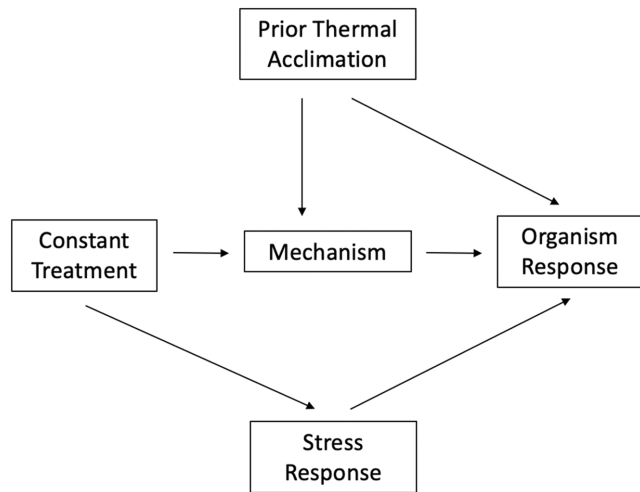 Prior Thermal
Acclimation
Constant
Treatment
Mechanism
Organism
Response
Stress
Response